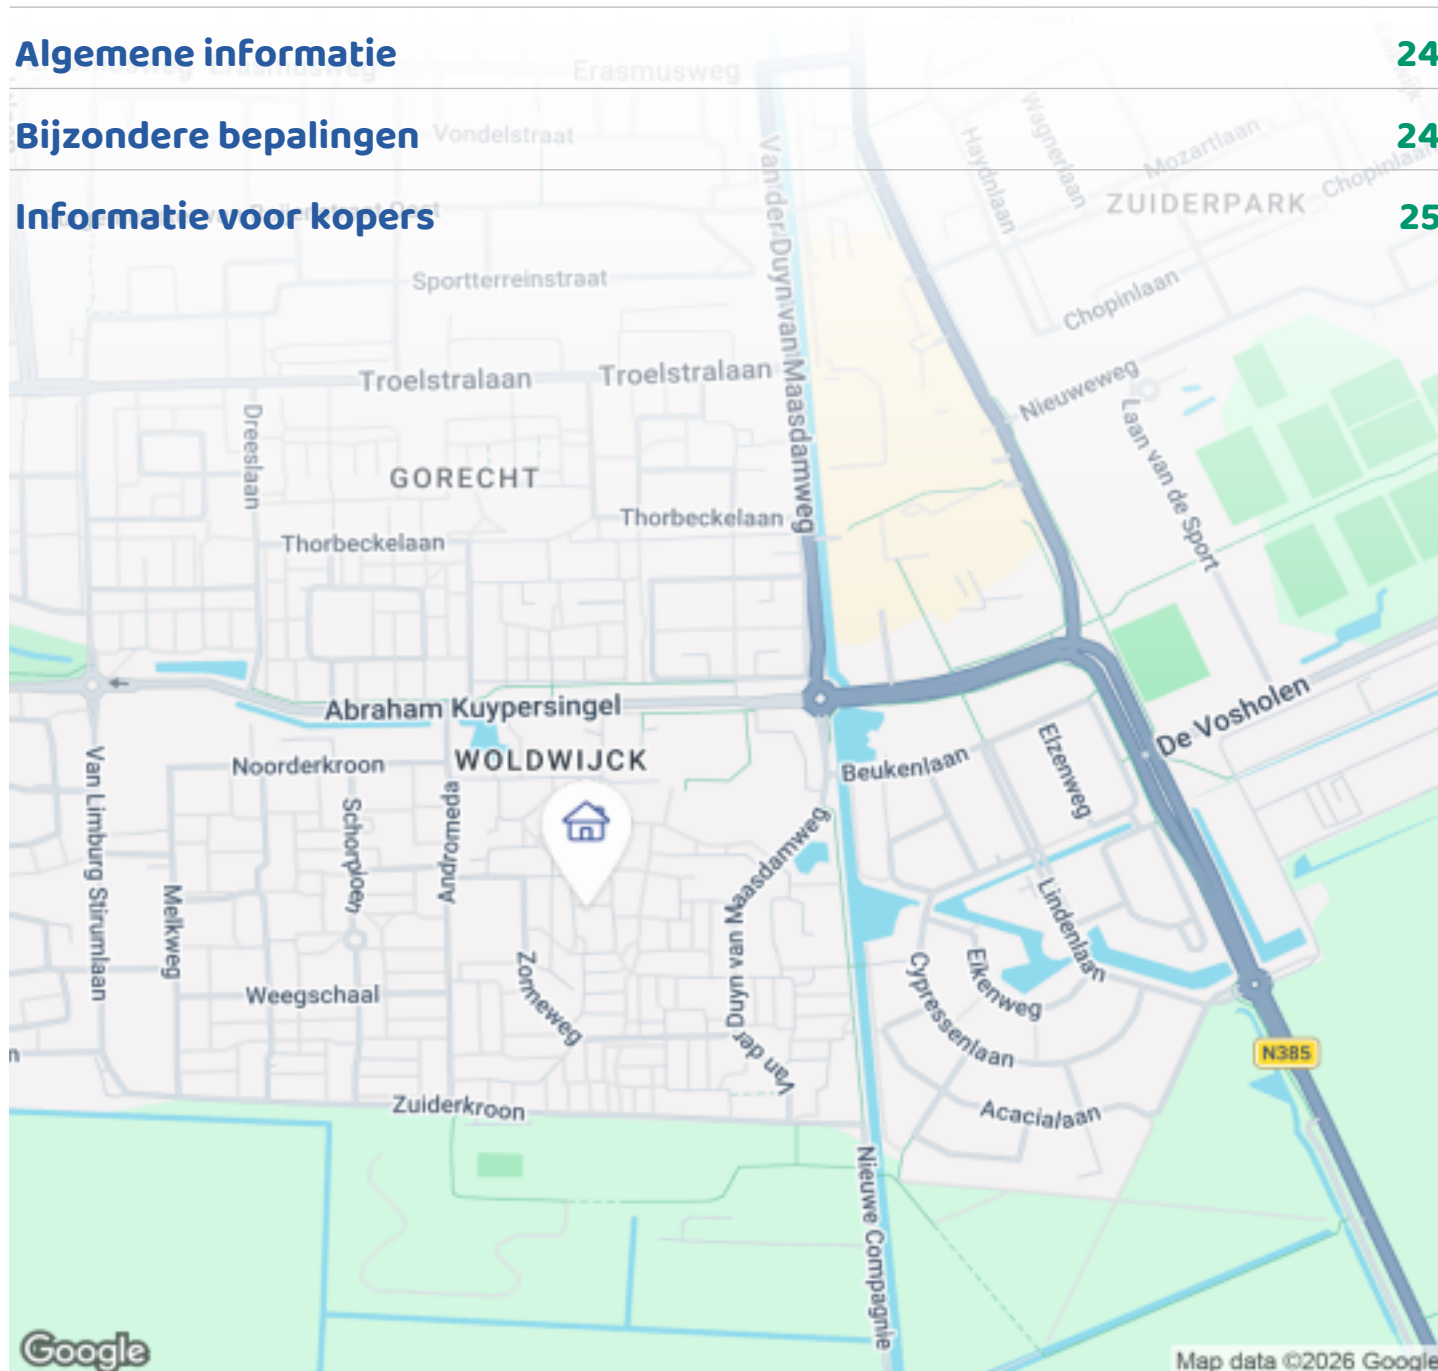 Algemene informatie 24
Erasmusweg
Erasmusweg
Bijzondere bepalingen 24
Vondelstraat
Wagnerlaan
Haydnlaan
Mozartlaan
Chopinlaan
ZUIDERPARK
Informatie voor kopers 25
Sportterreinstraat
Van der Duyn van Maasdamweg
Chopinlaan
Troelstralaan
Troelstralaan
Nieuweweg
Dreeslaan
Laan van de Sport
GORECHT
Thorbeckelaan
Thorbeckelaan
Abraham Kuypersingel
De Vosholen
Elzenweg
WOLDWIJCK
Noorderkroon
Beukenlaan
Van Limburg Stirumlaan
Schorpioen
Andromeda
Van der Duyn van Maasdamweg
Melkweg
Lindenlaan
Zonneweg
Eikenweg
Cypressenlaan
Weegschaal
N385
Zuiderkroon
Acacialaan
Nieuwe Compagnie
Google
Map data ©2026 Google